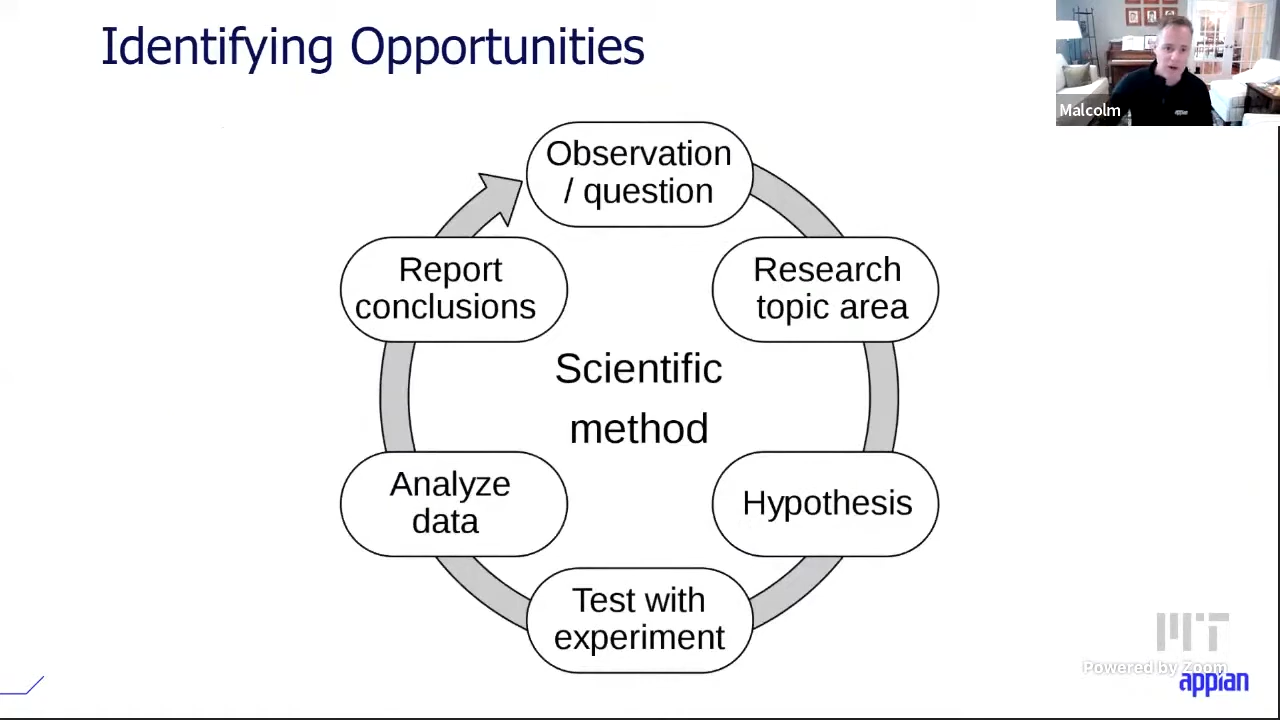 Identifying Opportunities
Malcolm
Observation
/ question
Report
conclusions
Research
topic area
Scientific
method
Analyze
data
Hypothesis
Test with
experiment
MIT
Powered by Zoom
appian